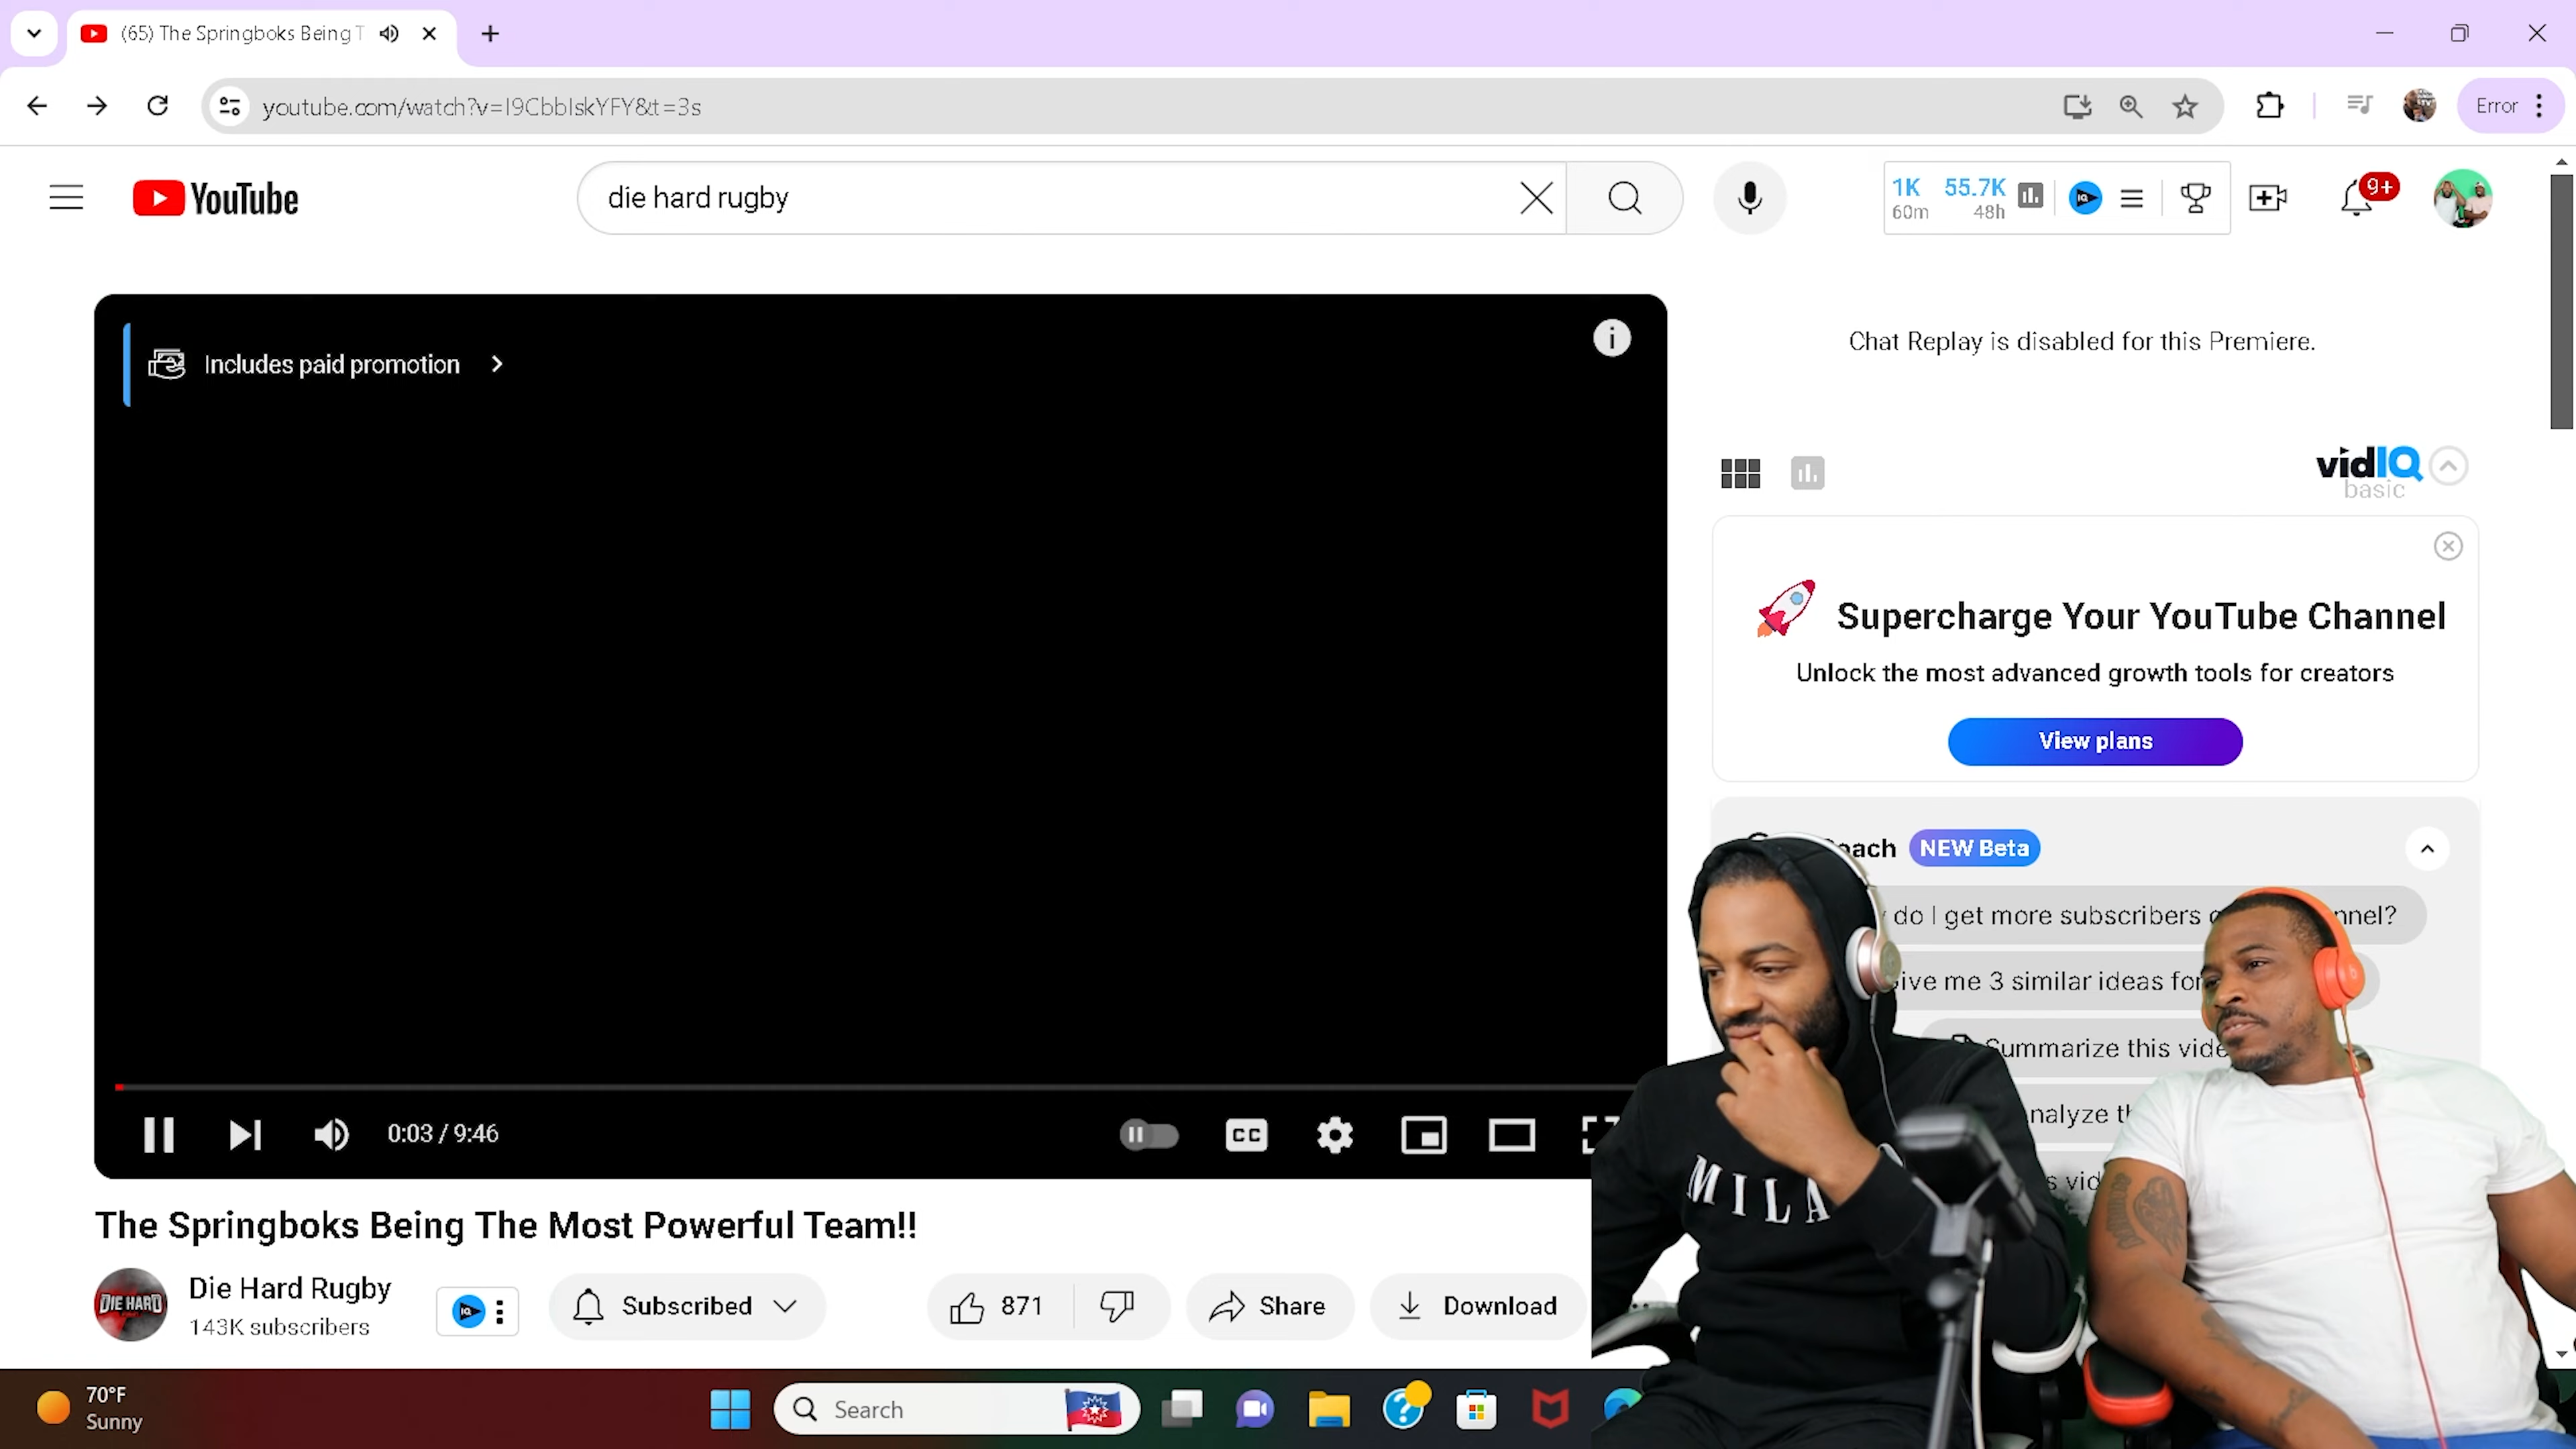 (65) The Springboks Being T
youtube.com/watch?v=I9CbbIskYFY&t=3s
Error
YouTube
die hard rugby
1K 55.7K
60m 48h
9+
Includes paid promotion
Chat Replay is disabled for this Premiere.
vidIQ
basic
Supercharge Your YouTube Channel
Unlock the most advanced growth tools for creators
View plans
oach NEW Beta
do I get more subscribers nnel?
ive me 3 similar ideas for
Summarize this vide
nalyze th
s vid
0:03 / 9:46
CC
MILA
The Springboks Being The Most Powerful Team!!
DIE HARD
Die Hard Rugby
143K subscribers
Subscribed
871
Share
Download
70°F
Sunny
Search